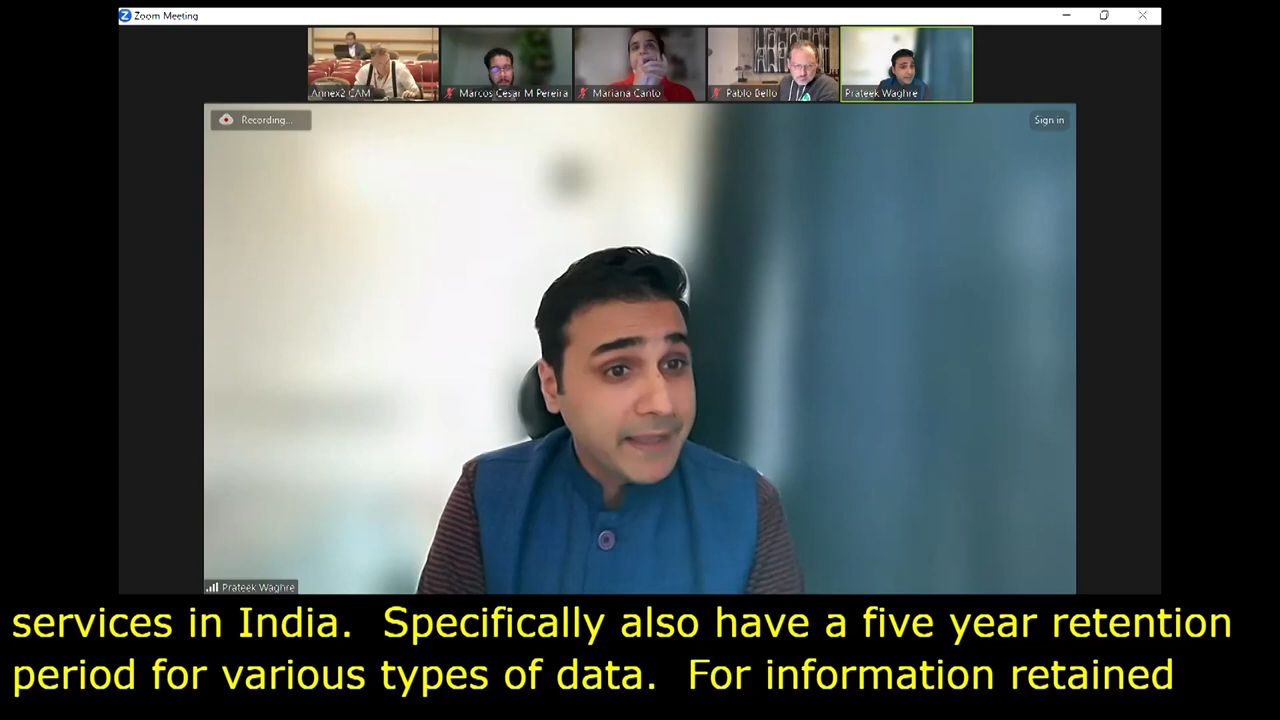 Zoom Meeting
Annex2 CAM
Marcos Cesar M Pereira
Mariana Canto
Pablo Bello
Prateek Waghre
Recording...
Sign in
Prateek Waghre
services in India.  Specifically also have a five year retention
period for various types of data.  For information retained